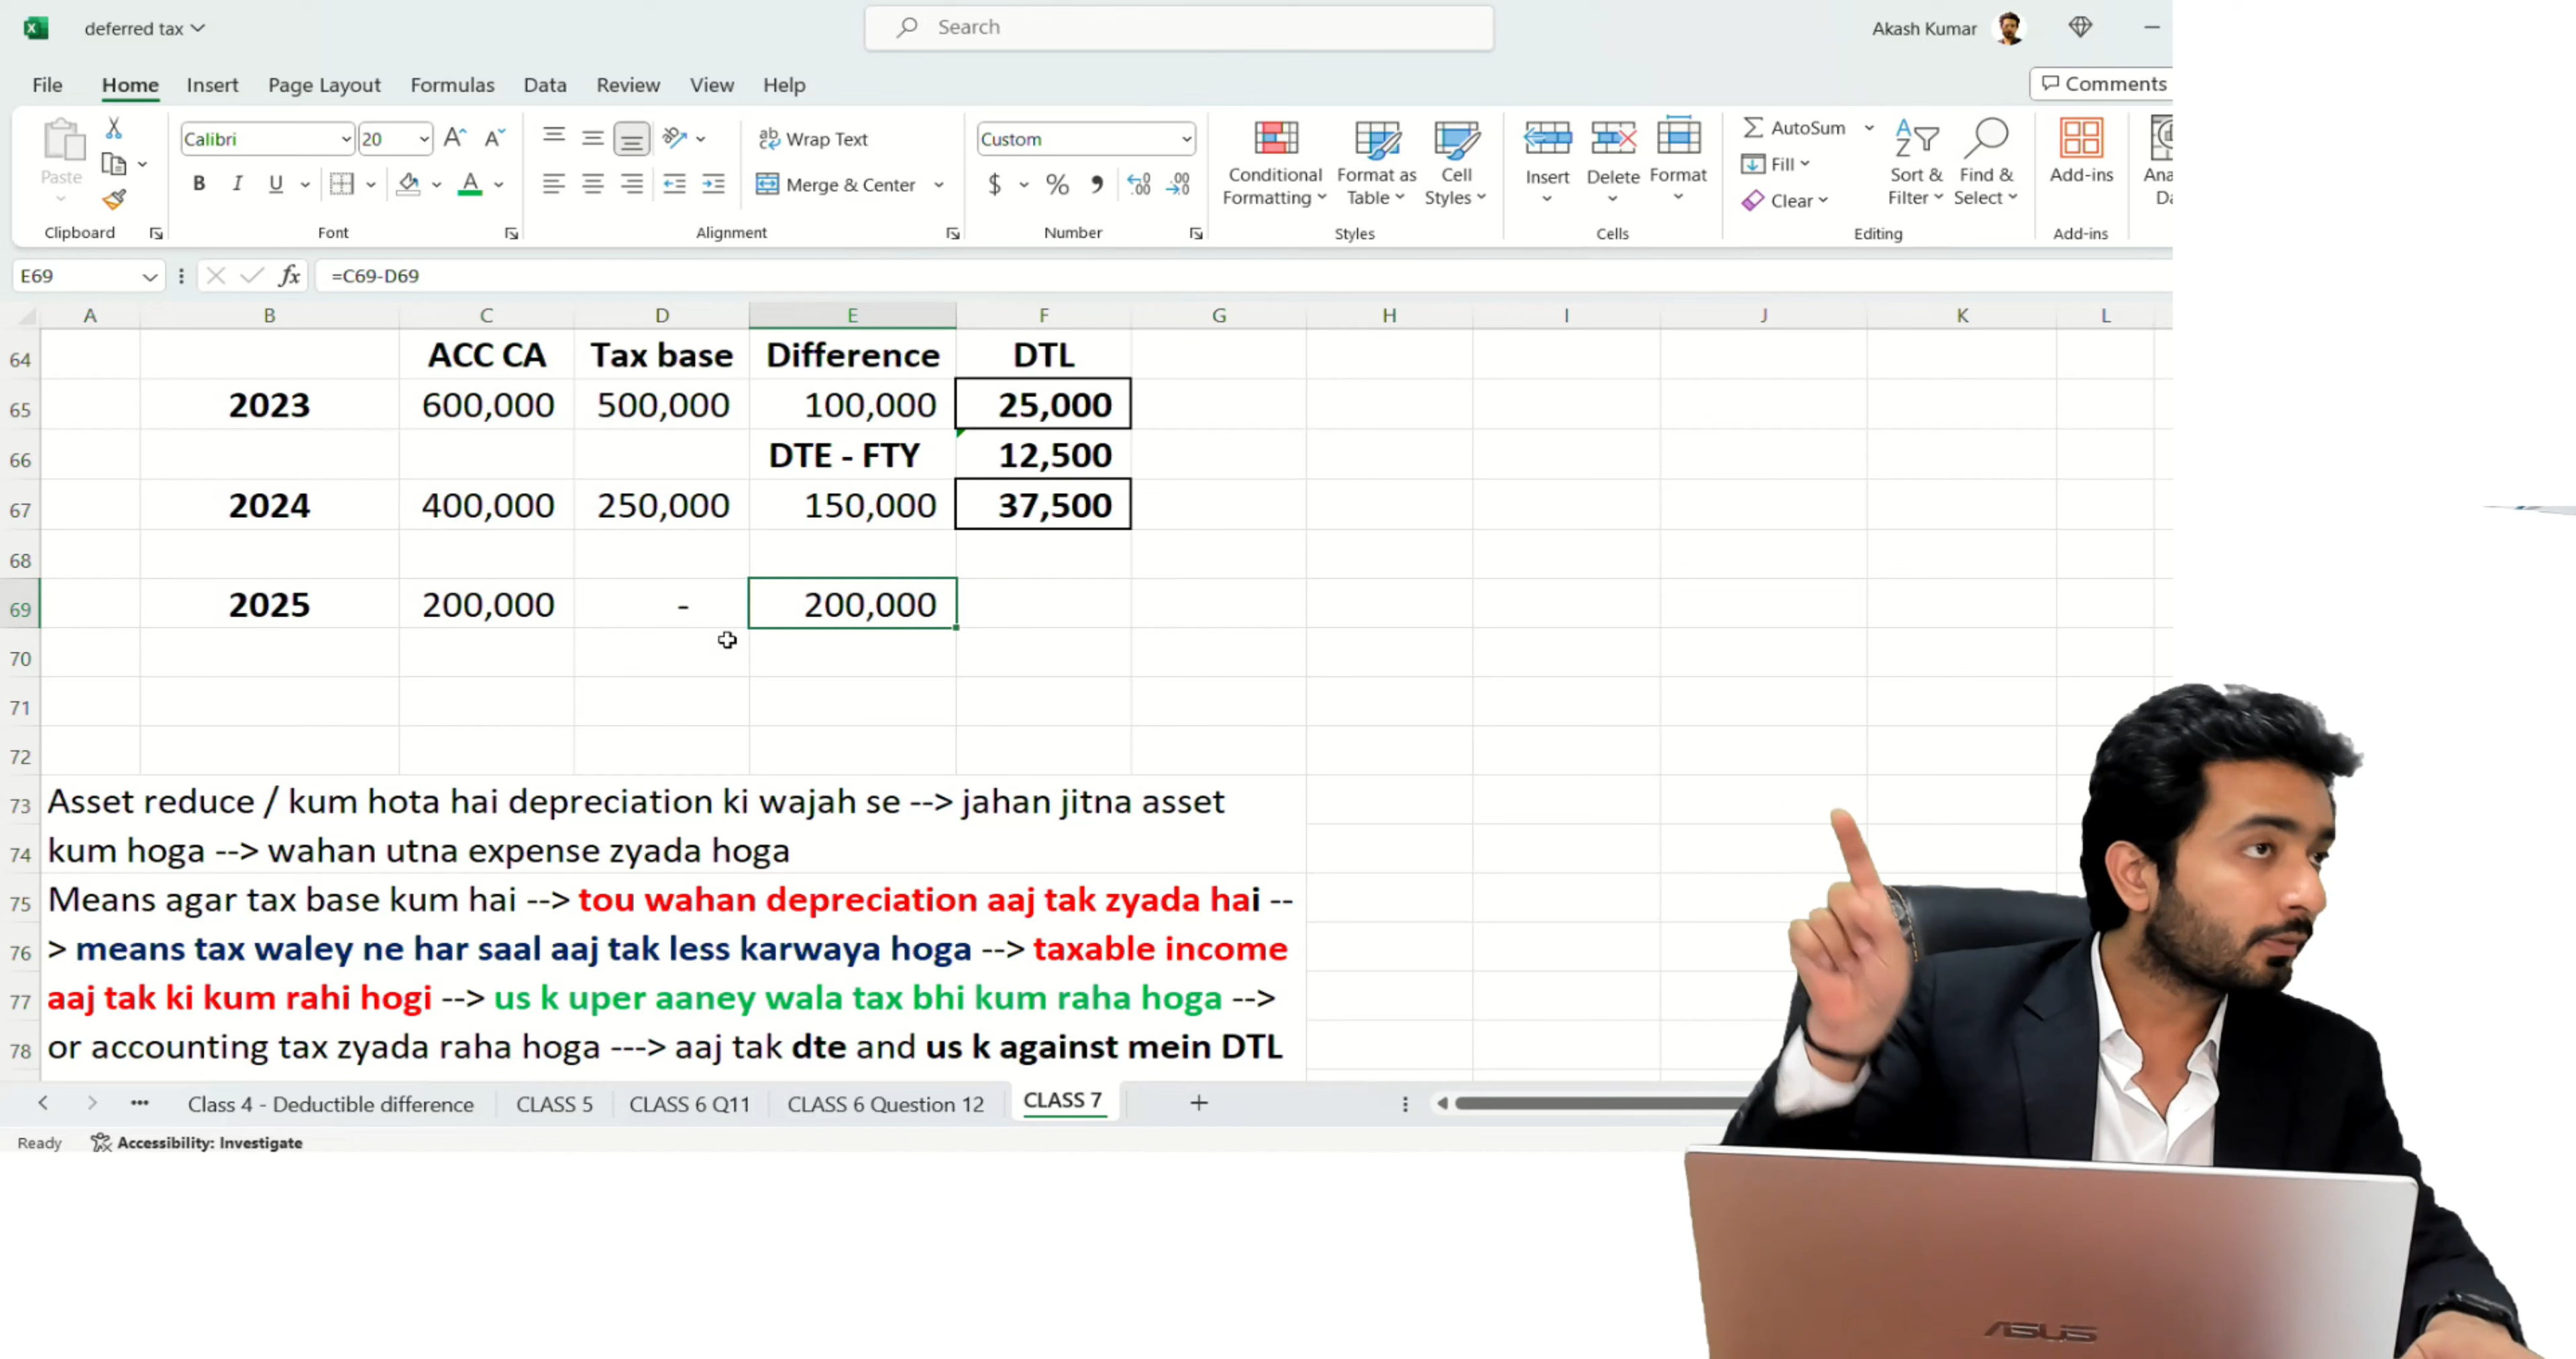 deferred tax
Search
Akash Kumar
File Home Insert Page Layout Formulas Data Review View Help
Comments
Paste
Calibri 20
B I U
Wrap Text
Merge & Center
Custom
$ % 9
Conditional Formatting
Format as Table
Cell Styles
Insert Delete Format
AutoSum
Fill
Clear
Sort & Filter
Find & Select
Add-ins
Clipboard Font Alignment Number Styles Cells Editing Add-ins
E69 fx =C69-D69
A B C D E F G H I J K L
64 ACC CA Tax base Difference DTL
65 2023 600,000 500,000 100,000 25,000
66 DTE - FTY 12,500
67 2024 400,000 250,000 150,000 37,500
68
69 2025 200,000 - 200,000
70
71
72
73 Asset reduce / kum hota hai depreciation ki wajah se --> jahan jitna asset
74 kum hoga --> wahan utna expense zyada hoga
75 Means agar tax base kum hai --> tou wahan depreciation aaj tak zyada hai --
76 > means tax waley ne har saal aaj tak less karwaya hoga --> taxable income
77 aaj tak ki kum rahi hogi --> us k uper aaney wala tax bhi kum raha hoga -->
78 or accounting tax zyada raha hoga ---> aaj tak dte and us k against mein DTL
Class 4 - Deductible difference CLASS 5 CLASS 6 Q11 CLASS 6 Question 12 CLASS 7
Ready Accessibility: Investigate
ASUS